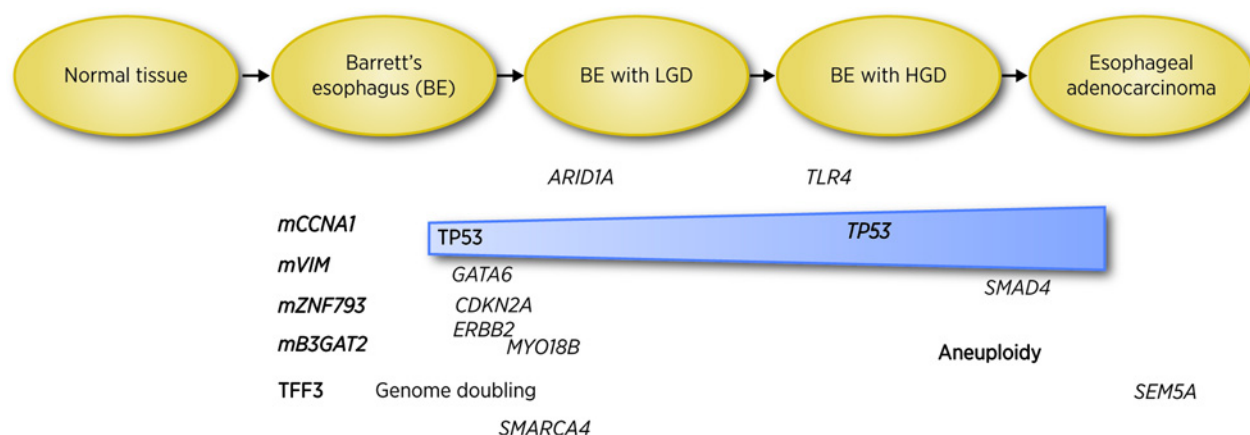 Normal tissue
Barrett's
esophagus (BE)
BE with LGD
BE with HGD
Esophageal
adenocarcinoma
ARID1A
TLR4
mCCNA1
TP53
TP53
mVIM
GATA6
SMAD4
mZNF793
CDKN2A
ERBB2
mB3GAT2
MYO18B
Aneuploidy
TFF3
Genome doubling
SEM5A
SMARCA4